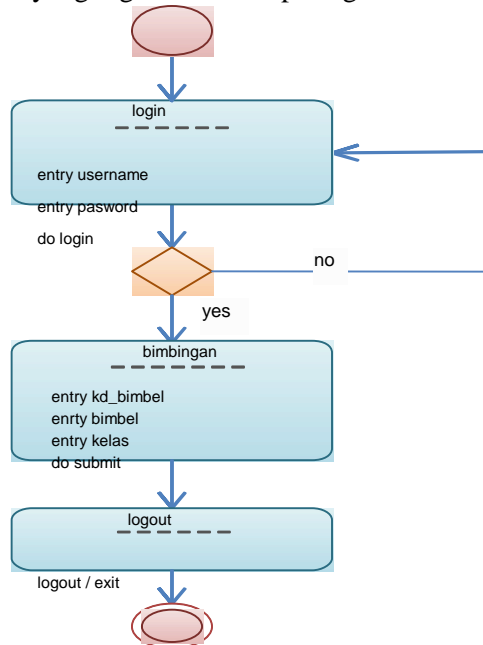 login
entry username
entry pasword
do login
no
yes
bimbingan
entry kd_bimbel
enrty bimbel
entry kelas
do submit
logout
logout / exit